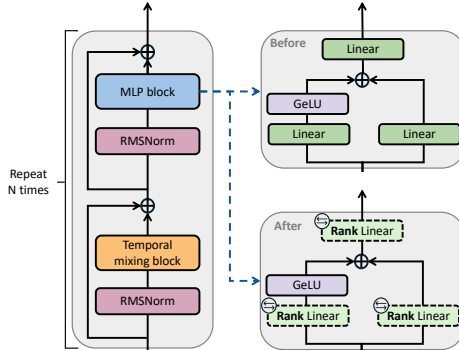 Repeat
N times
MLP block
RMSNorm
Temporal
mixing block
RMSNorm
Before
Linear
GeLU
Linear
Linear
After
Rank Linear
GeLU
Rank Linear
Rank Linear